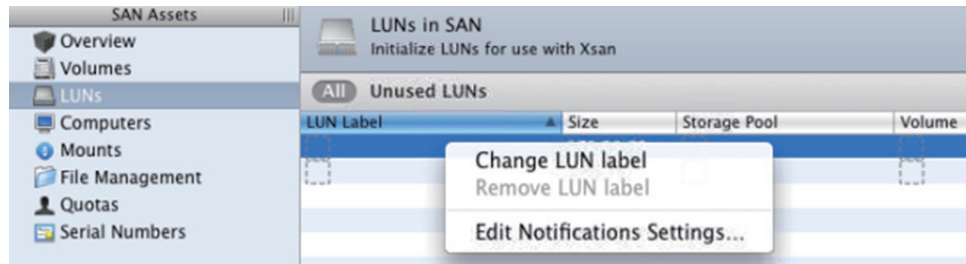 SAN Assets
Overview
Volumes
LUNs
Computers
Mounts
File Management
Quotas
Serial Numbers
LUNs in SAN
Initialize LUNs for use with Xsan
All Unused LUNs
LUN Label Size Storage Pool Volume
Change LUN label
Remove LUN label
Edit Notifications Settings...